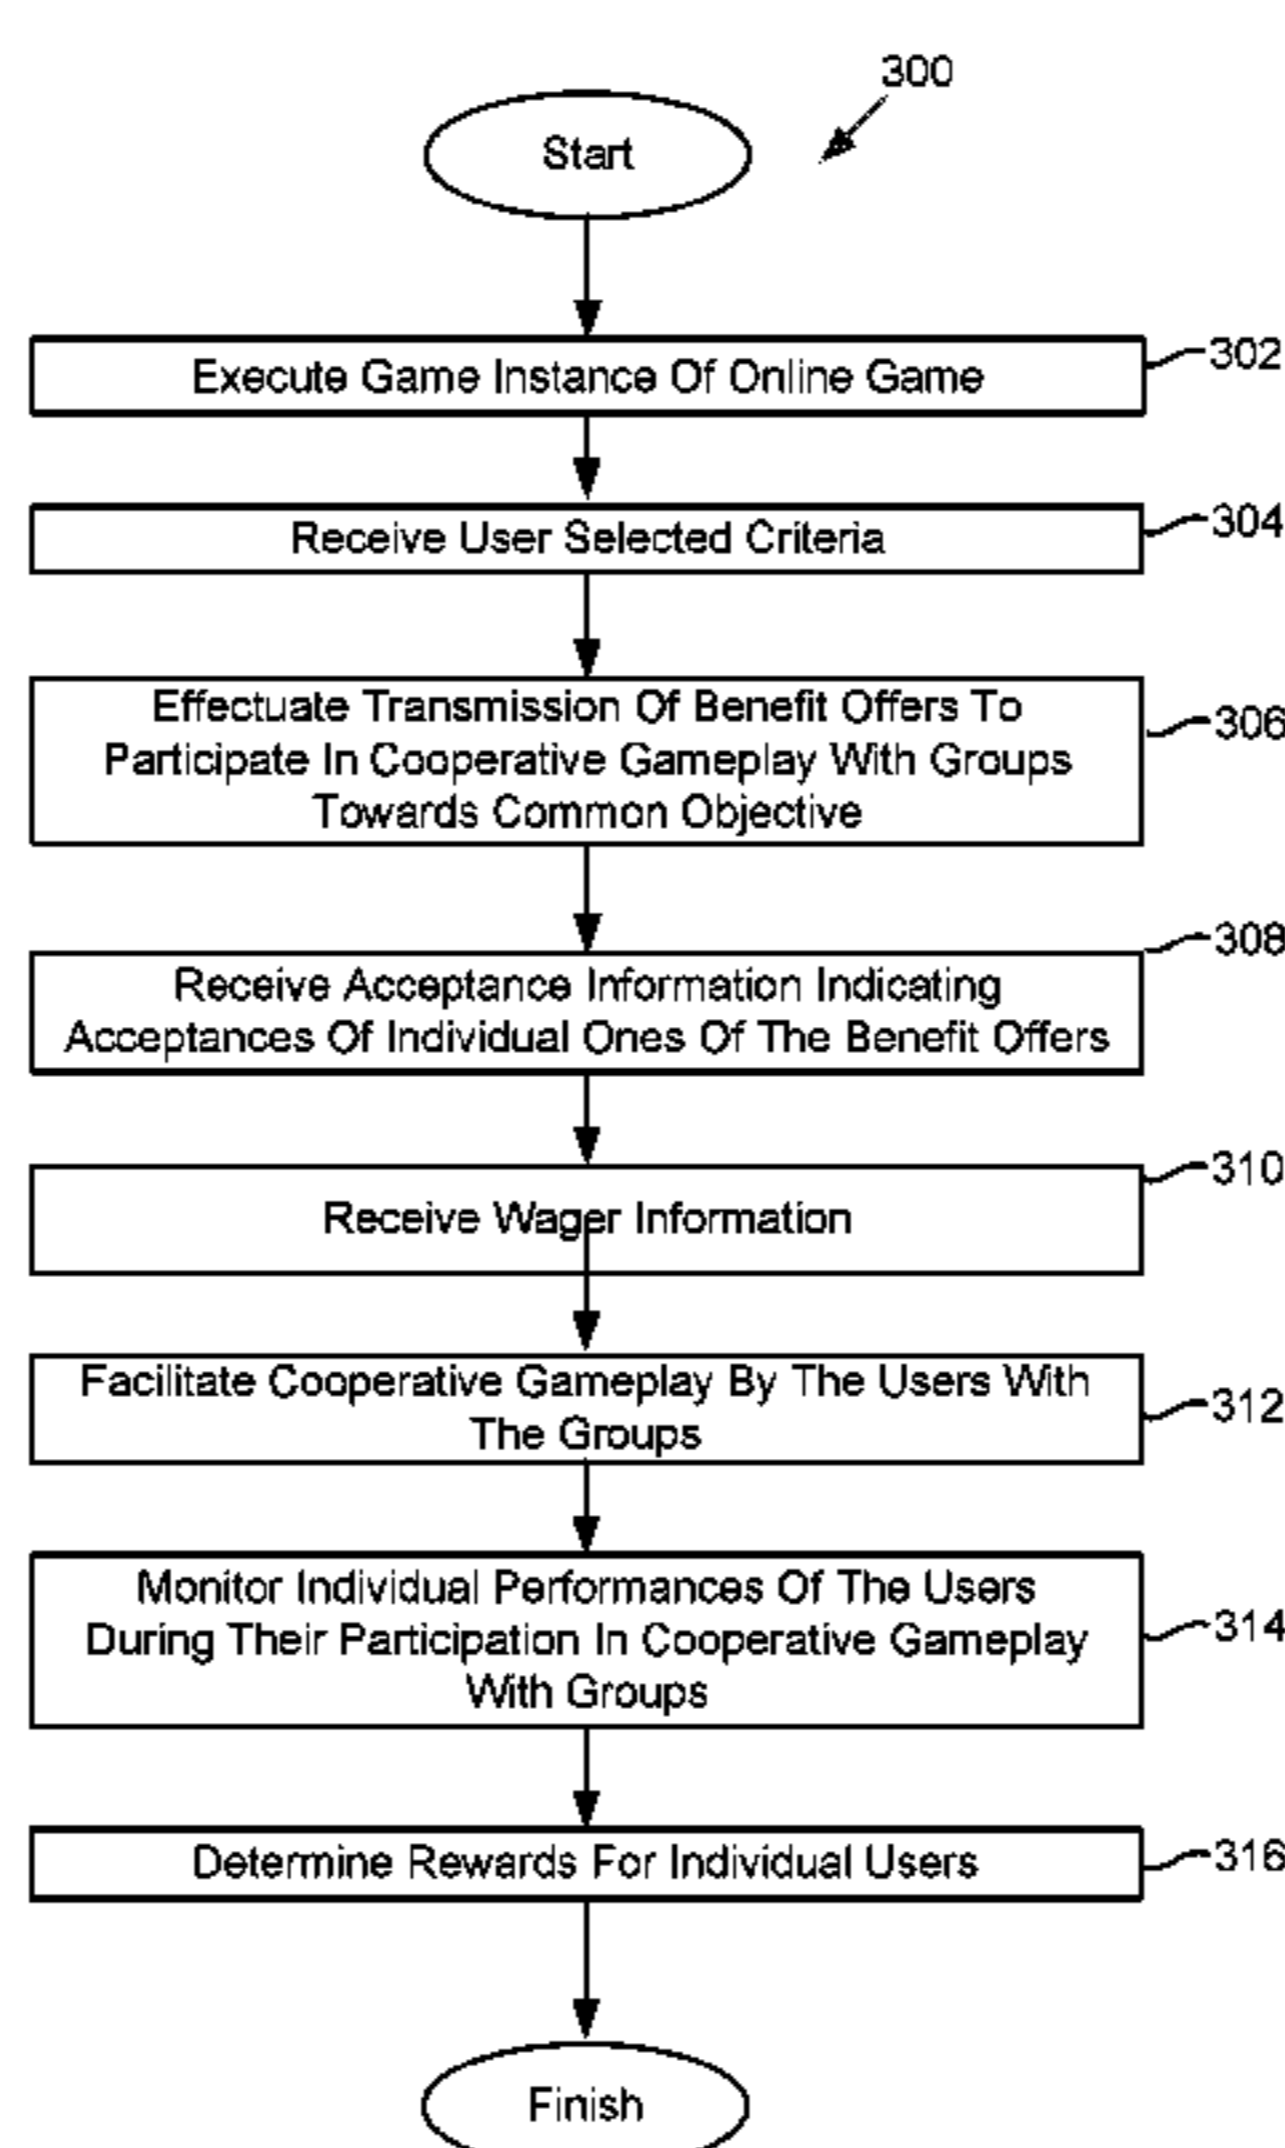 300
Start
302
Execute Game Instance Of Online Game
304
Receive User Selected Criteria
306
Effectuate Transmission Of Benefit Offers To
Participate In Cooperative Gameplay With Groups
Towards Common Objective
308
Receive Acceptance Information Indicating
Acceptances Of Individual Ones Of The Benefit Offers
310
Receive Wager Information
312
Facilitate Cooperative Gameplay By The Users With
The Groups
314
Monitor Individual Performances Of The Users
During Their Participation In Cooperative Gameplay
With Groups
316
Determine Rewards For Individual Users
Finish